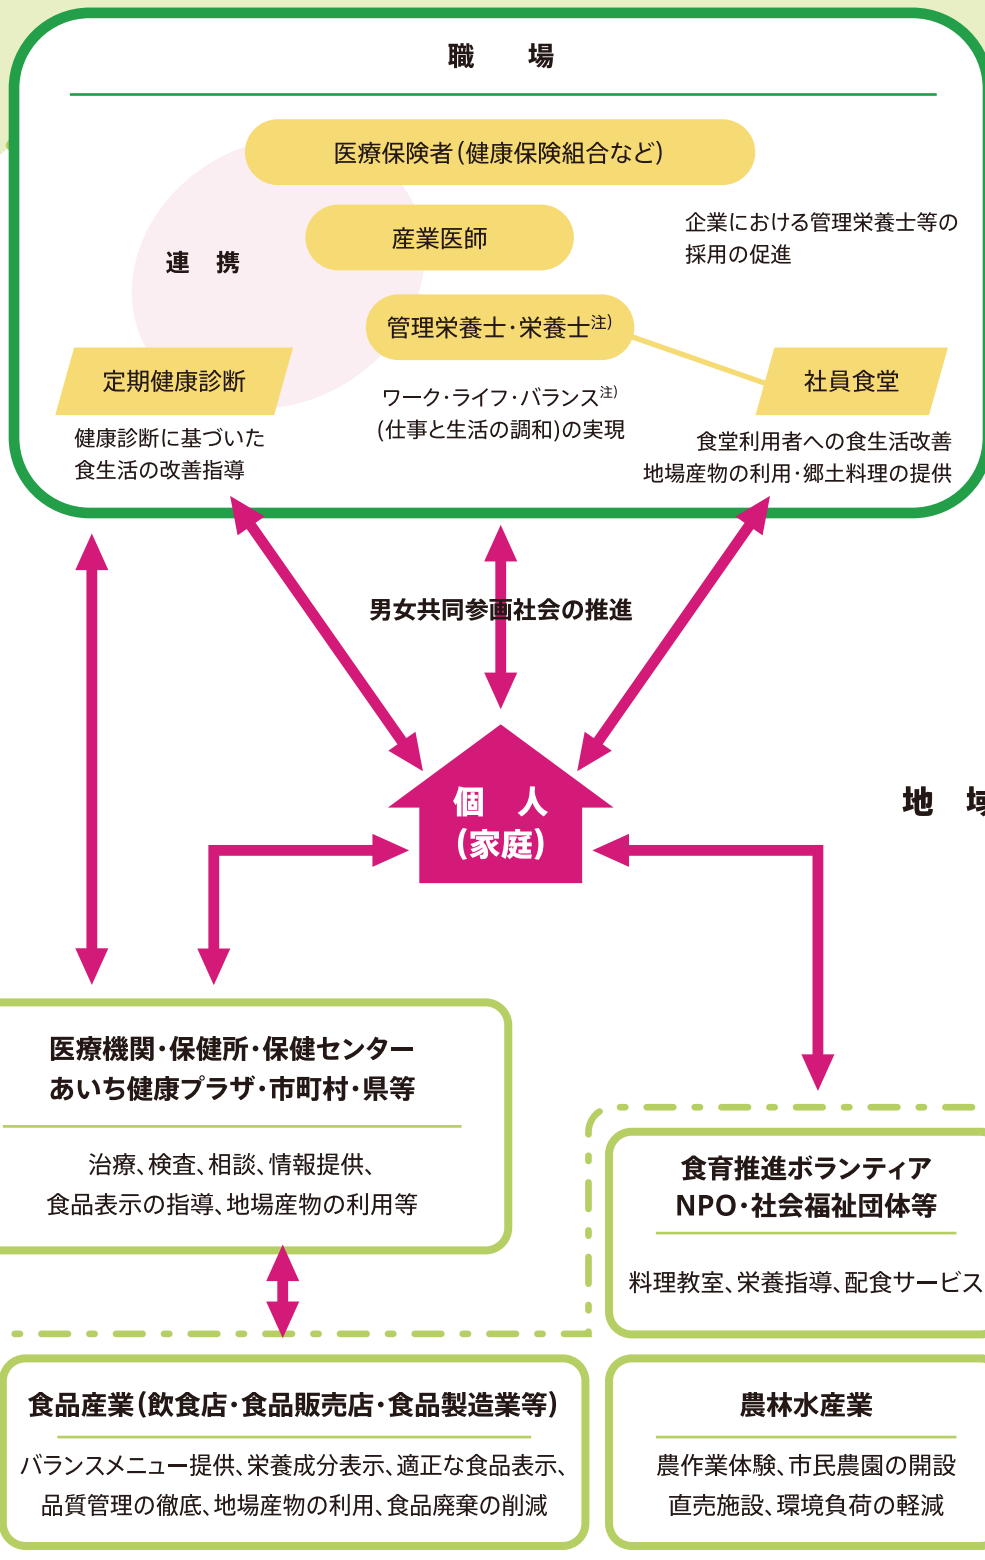 職　場
医療保険者(健康保険組合など)
産業医師
企業における管理栄養士等の
採用の促進
連　携
管理栄養士・栄養士注)
定期健康診断
社員食堂
ワーク・ライフ・バランス注)
(仕事と生活の調和)の実現
健康診断に基づいた
食生活の改善指導
食堂利用者への食生活改善
地場産物の利用・郷土料理の提供
男女共同参画社会の推進
個　人
(家庭)
地　域
医療機関・保健所・保健センター
あいち健康プラザ・市町村・県等
治療、検査、相談、情報提供、
食品表示の指導、地場産物の利用等
食育推進ボランティア
NPO・社会福祉団体等
料理教室、栄養指導、配食サービス
食品産業(飲食店・食品販売店・食品製造業等)
バランスメニュー提供、栄養成分表示、適正な食品表示、
品質管理の徹底、地場産物の利用、食品廃棄の削減
農林水産業
農作業体験、市民農園の開設
直売施設、環境負荷の軽減